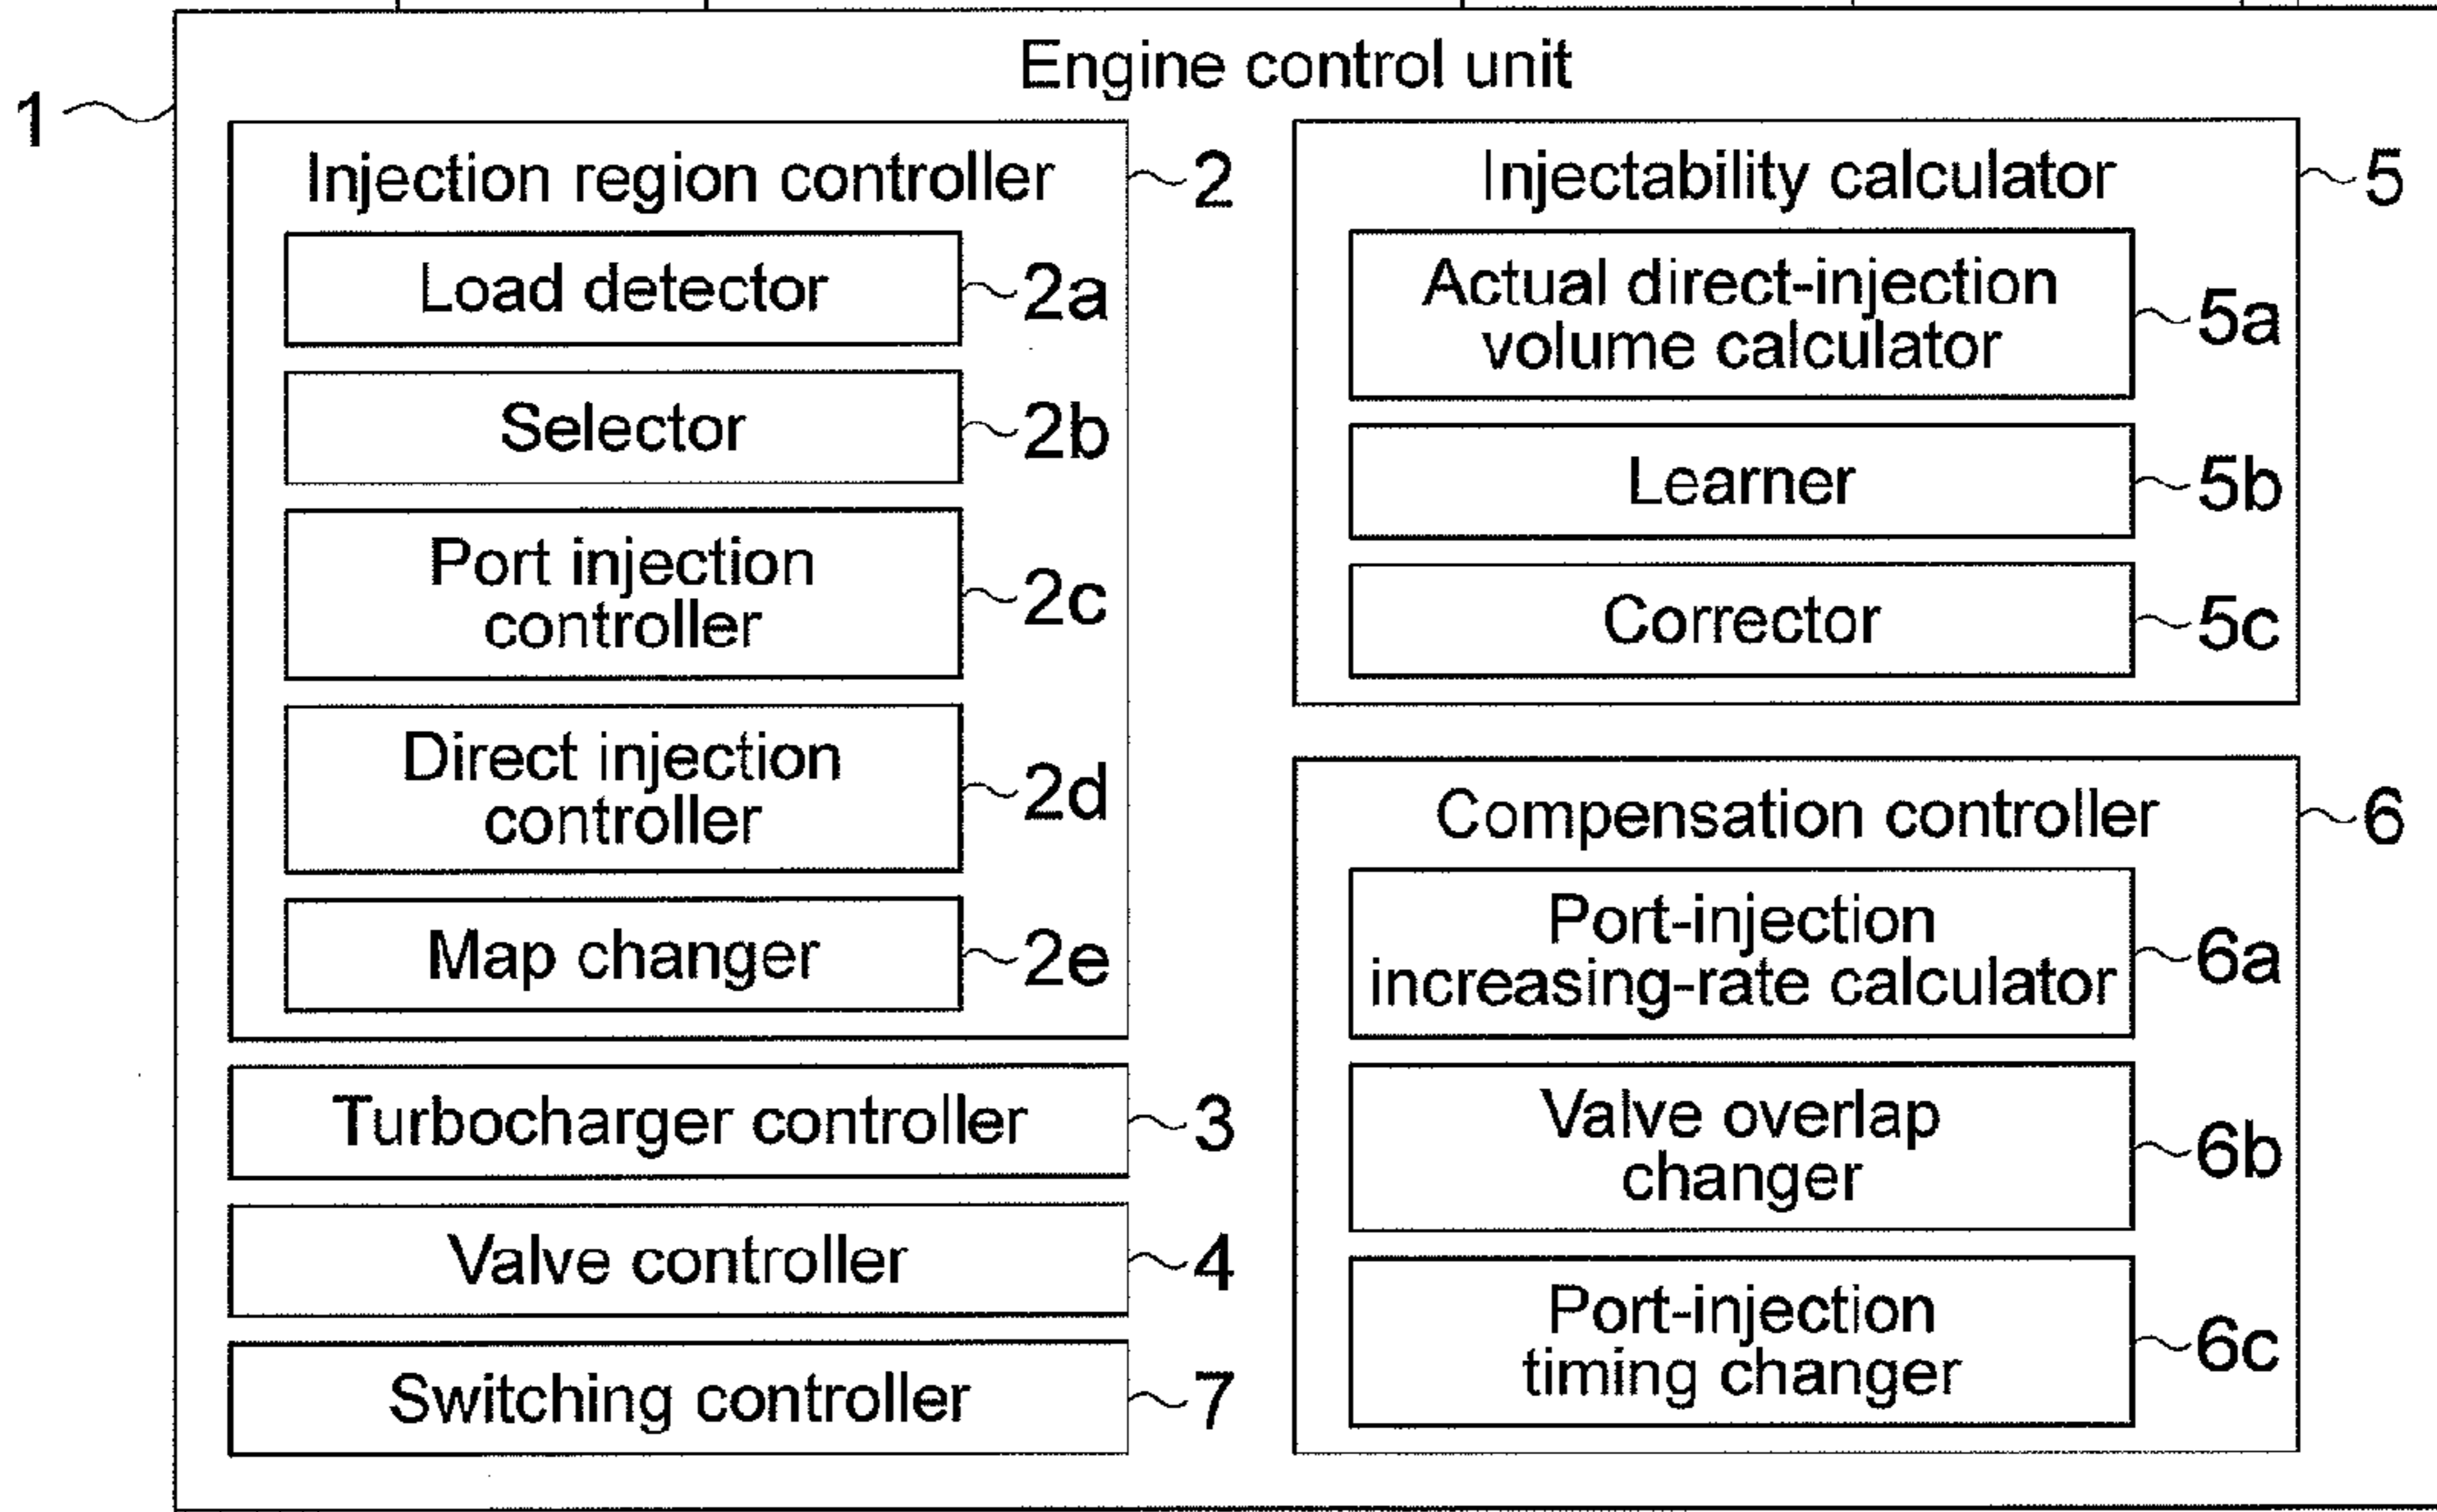 Engine control unit
1
Injection region controller 2
Load detector 2a
Selector 2b
Port injection
controller 2c
Direct injection
controller 2d
Map changer 2e
Turbocharger controller 3
Valve controller 4
Switching controller 7
Injectability calculator 5
Actual direct-injection
volume calculator 5a
Learner 5b
Corrector 5c
Compensation controller 6
Port-injection
increasing-rate calculator 6a
Valve overlap
changer 6b
Port-injection
timing changer 6c